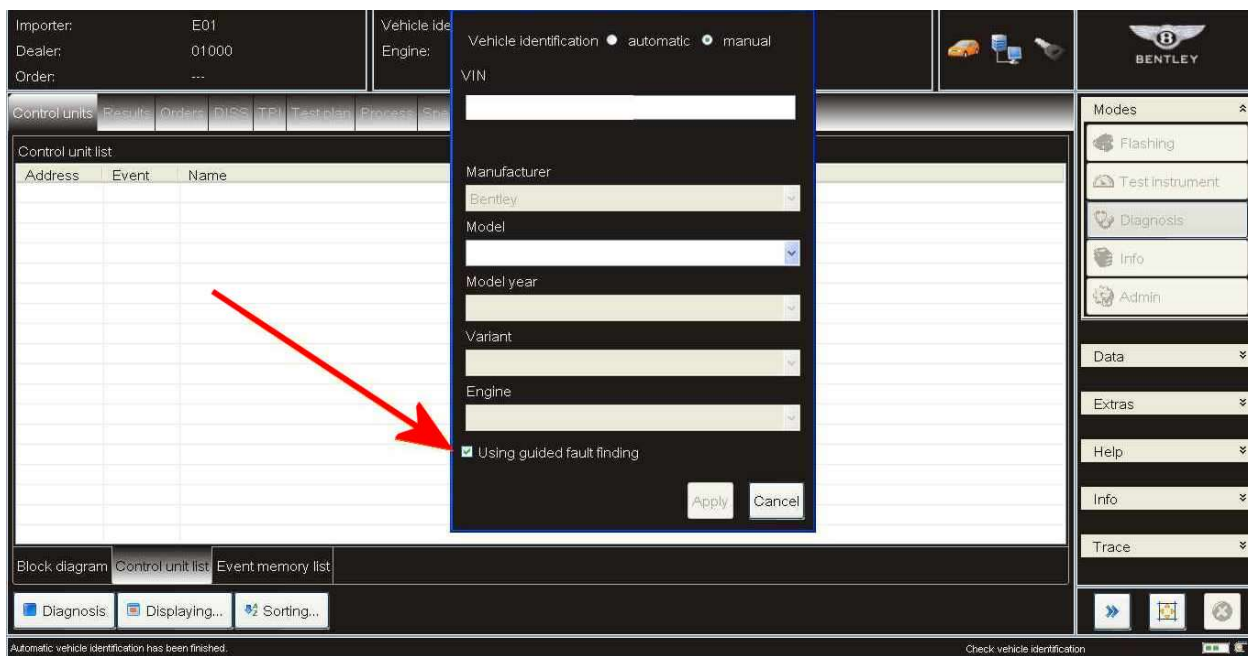 Importer: E01
Dealer: 01000
Order: ---
Vehicle ide
Engine:
BENTLEY
Control units Results Orders DISS TPI Test plan Process Spe
Control unit list
Address Event Name
Vehicle identification automatic manual
VIN
Manufacturer
Bentley
Model
Model year
Variant
Engine
Using guided fault finding
Apply Cancel
Modes
Flashing
Test instrument
Diagnosis
Info
Admin
Data
Extras
Help
Info
Trace
Block diagram Control unit list Event memory list
Diagnosis Displaying... Sorting...
Automatic vehicle identification has been finished. Check vehicle identification